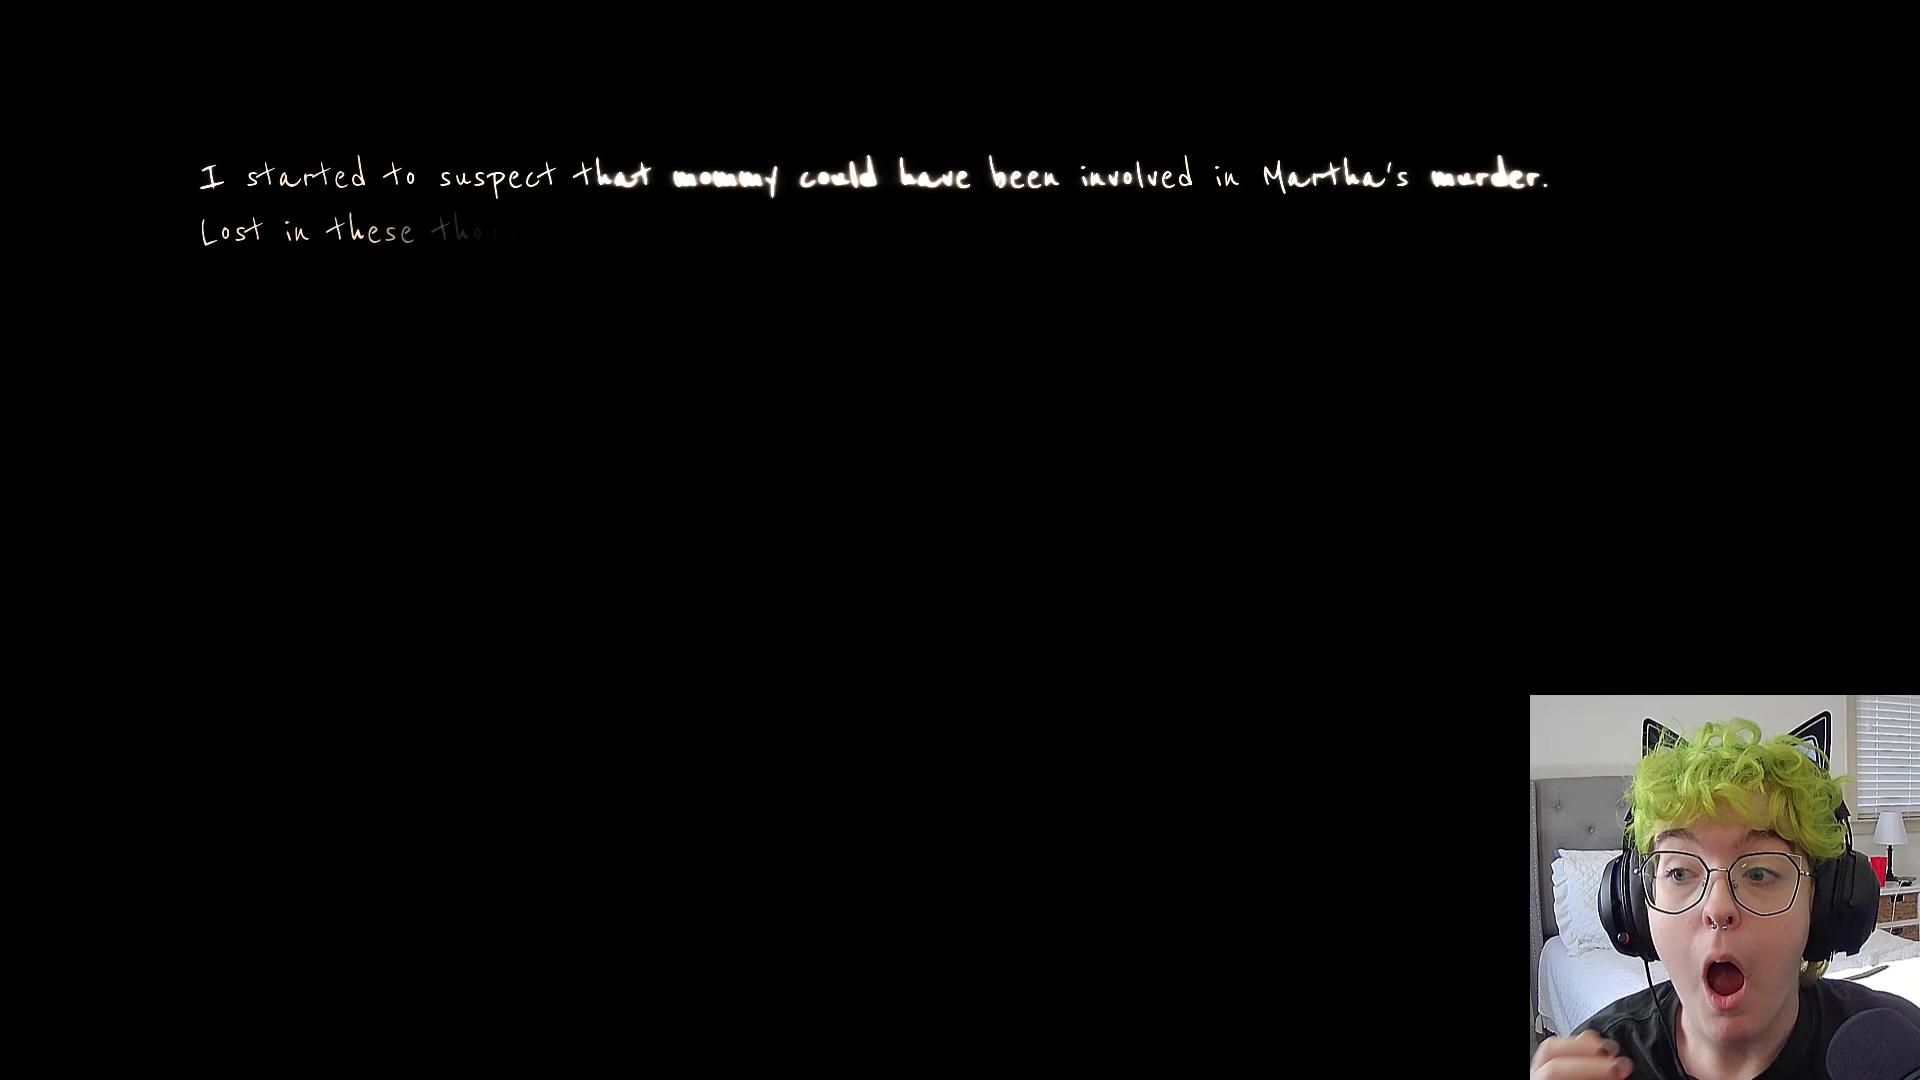 I started to suspect that mommy could have been involved in Martha's murder.
Lost in these